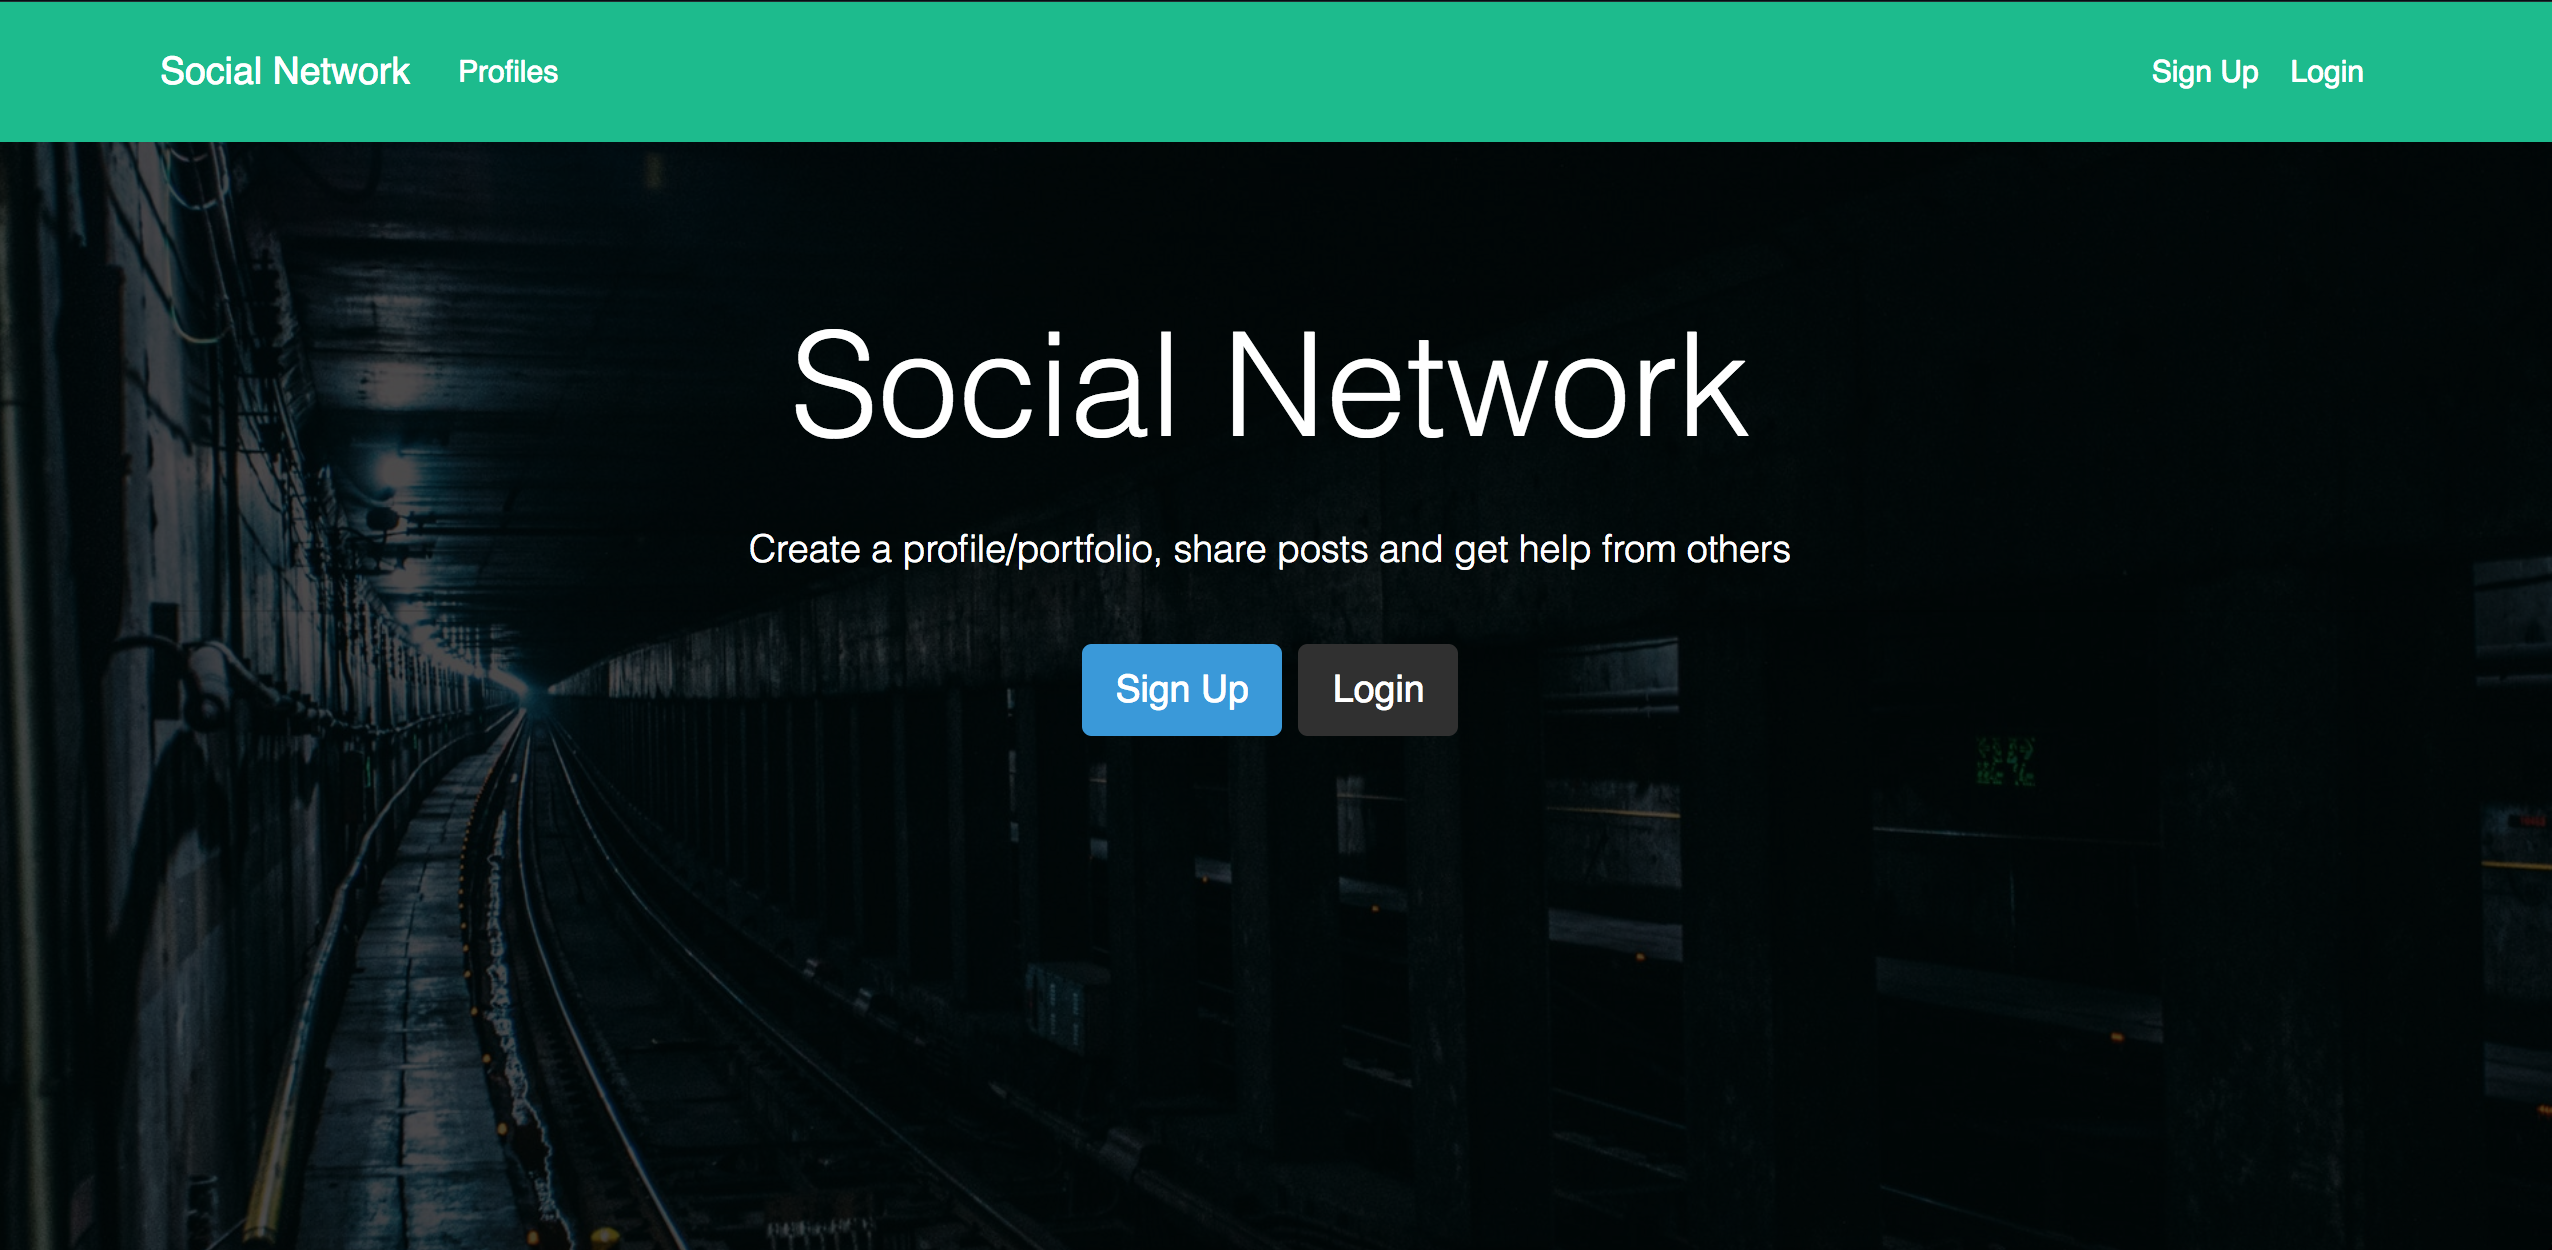 Social Network Profiles Sign Up Login
Social Network
Create a profile/portfolio, share posts and get help from others
Sign Up Login